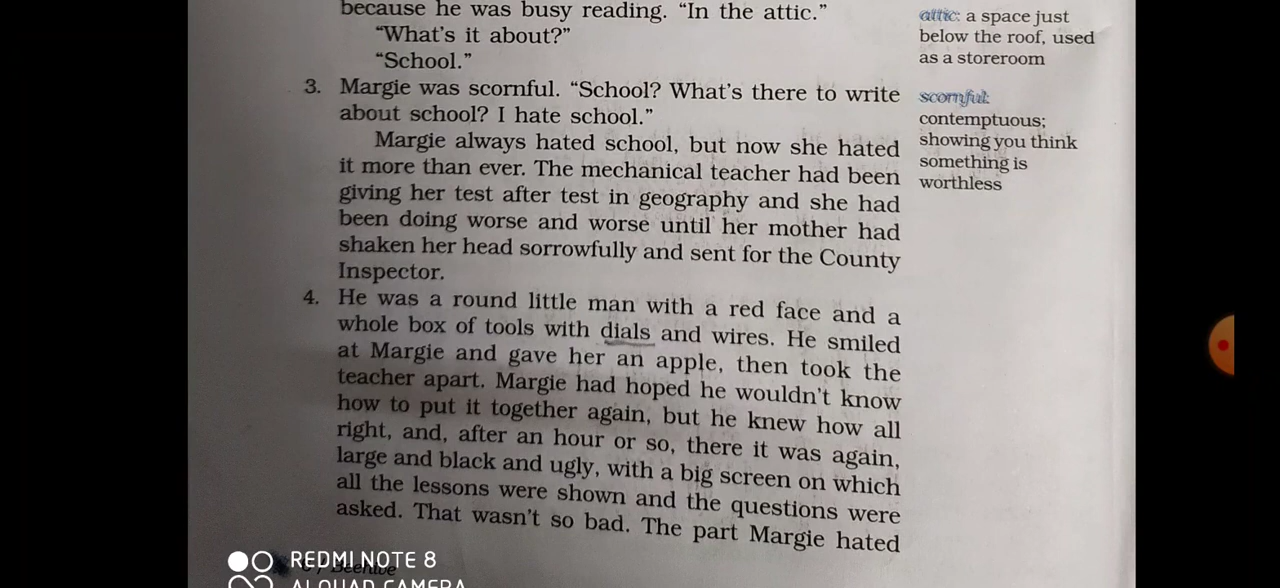 because he was busy reading. “In the attic.”
“What’s it about?”
“School.”
3. Margie was scornful. “School? What’s there to write
about school? I hate school.”
Margie always hated school, but now she hated
it more than ever. The mechanical teacher had been
giving her test after test in geography and she had
been doing worse and worse until her mother had
shaken her head sorrowfully and sent for the County
Inspector.
4. He was a round little man with a red face and a
whole box of tools with dials and wires. He smiled
at Margie and gave her an apple, then took the
teacher apart. Margie had hoped he wouldn’t know
how to put it together again, but he knew how all
right, and, after an hour or so, there it was again,
large and black and ugly, with a big screen on which
all the lessons were shown and the questions were
asked. That wasn’t so bad. The part Margie hated
attic: a space just
below the roof, used
as a storeroom
scornful:
contemptuous;
showing you think
something is
worthless
Beehive
REDMI NOTE 8
AI QUAD CAMERA